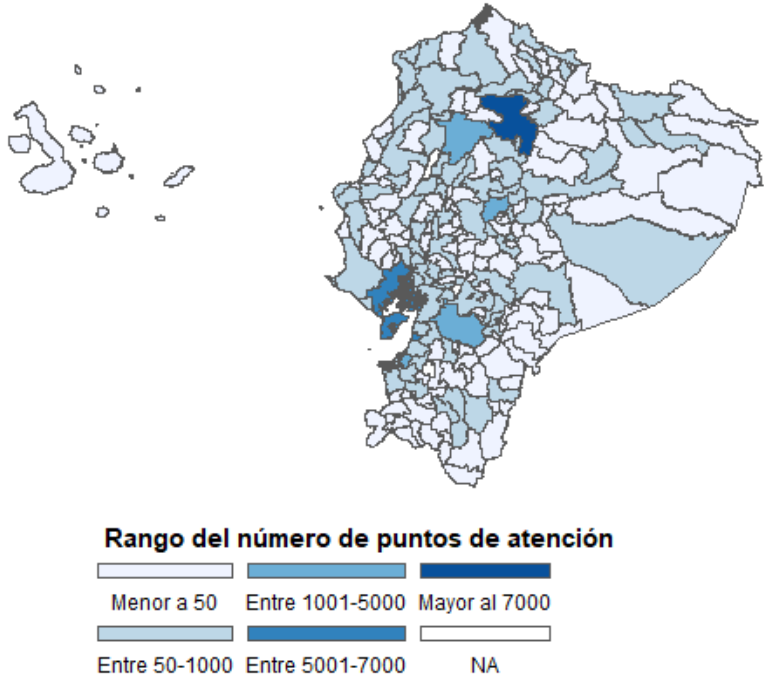 Rango del número de puntos de atención
Menor a 50 Entre 1001-5000 Mayor al 7000
Entre 50-1000 Entre 5001-7000 NA